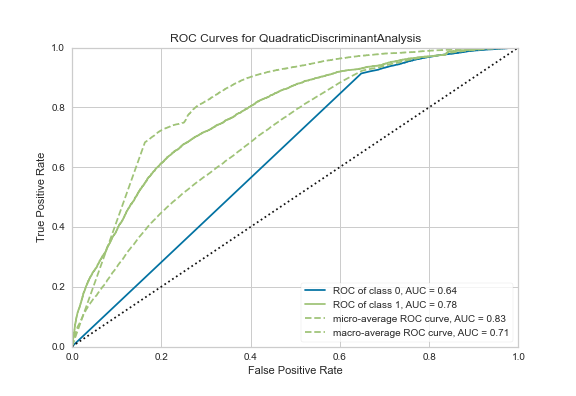 ROC Curves for QuadraticDiscriminantAnalysis
1.0
0.8
0.6
0.4
0.2
0.0
True Positive Rate
ROC of class 0, AUC = 0.64
ROC of class 1, AUC = 0.78
micro-average ROC curve, AUC = 0.83
macro-average ROC curve, AUC = 0.71
0.0 0.2 0.4 0.6 0.8 1.0
False Positive Rate